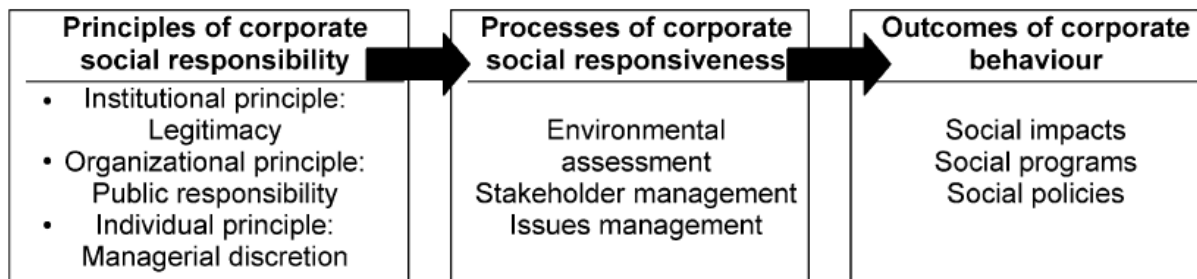 Principles of corporate
social responsibility
• Institutional principle:
Legitimacy
• Organizational principle:
Public responsibility
• Individual principle:
Managerial discretion
Processes of corporate
social responsiveness
Environmental
assessment
Stakeholder management
Issues management
Outcomes of corporate
behaviour
Social impacts
Social programs
Social policies